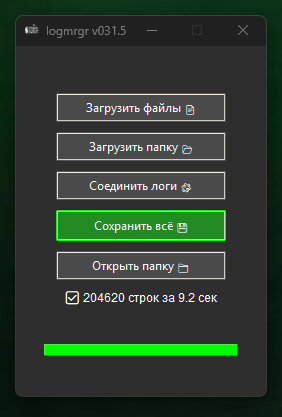 logmrgr v031.5
Загрузить файлы
Загрузить папку
Соединить логи
Сохранить всё
Открыть папку
204620 строк за 9.2 сек